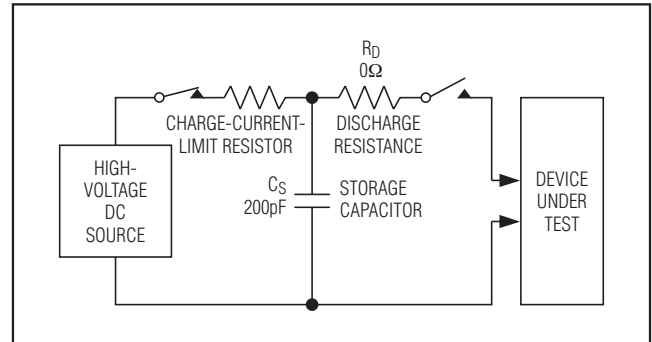 R_D
0Ω
CHARGE-CURRENT-
LIMIT RESISTOR
DISCHARGE
RESISTANCE
HIGH-
VOLTAGE
DC
SOURCE
C_S
200pF
STORAGE
CAPACITOR
DEVICE
UNDER
TEST